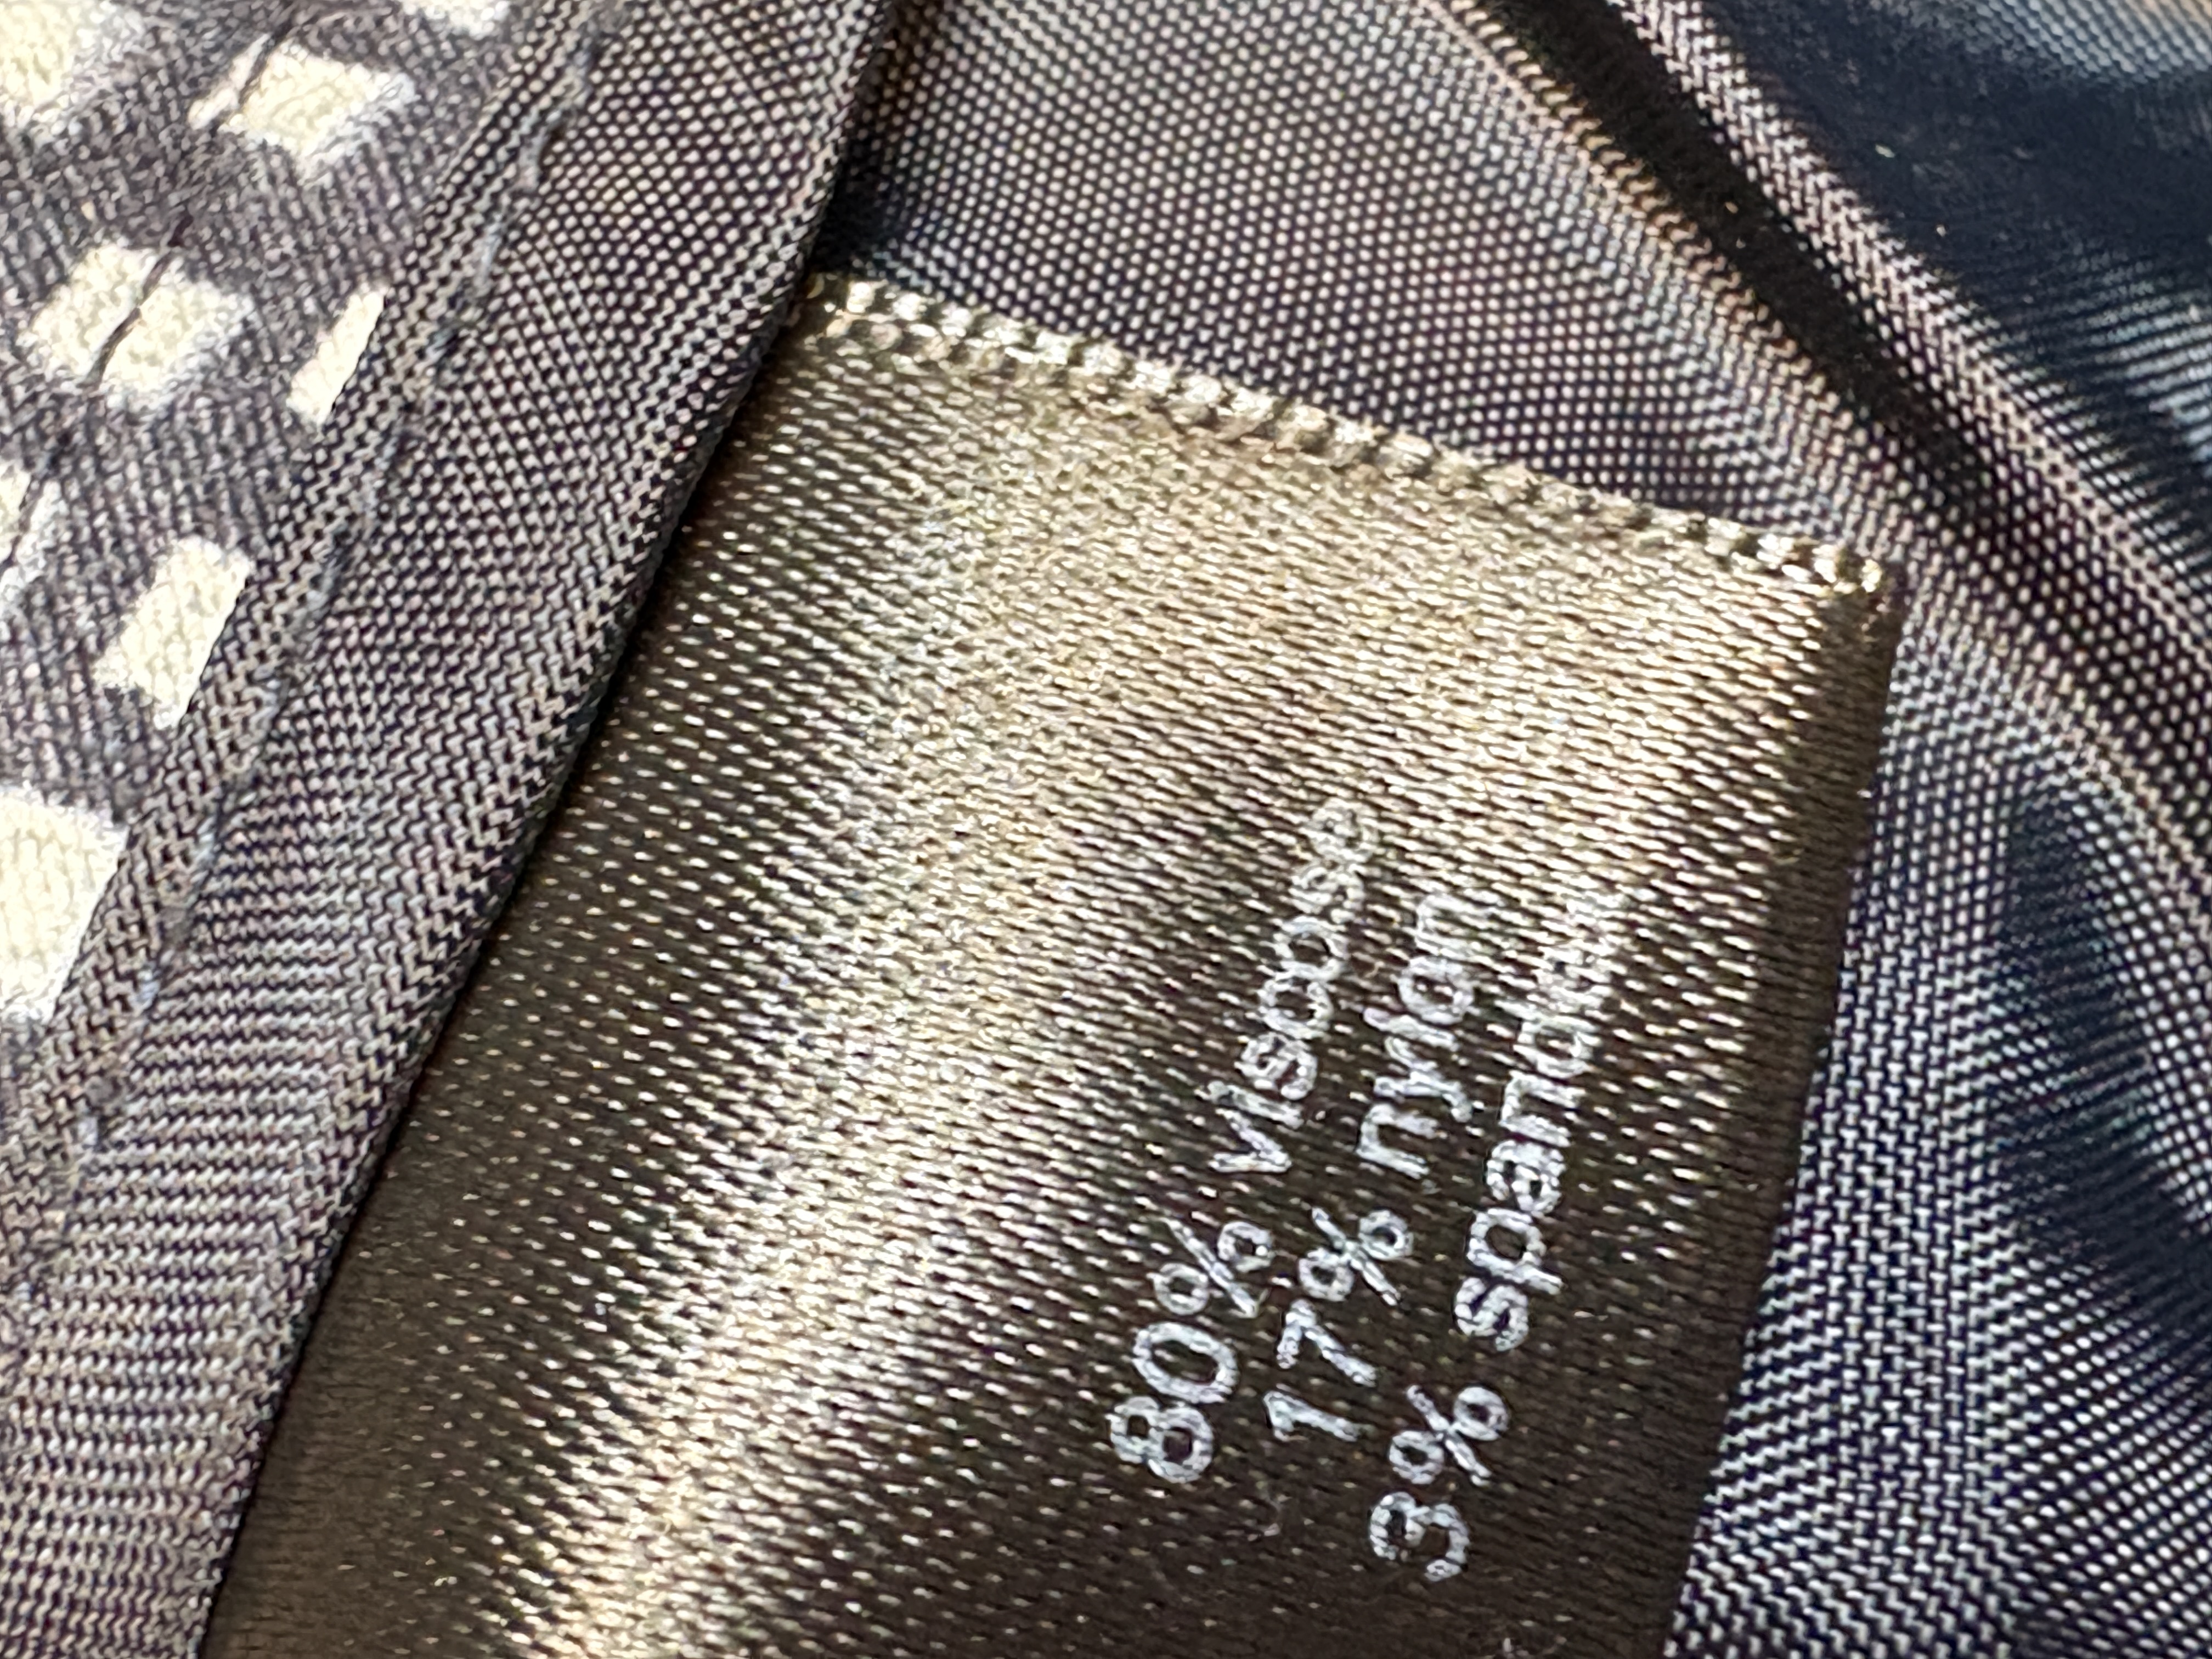 80% viscose
17% nylon
3% spandex